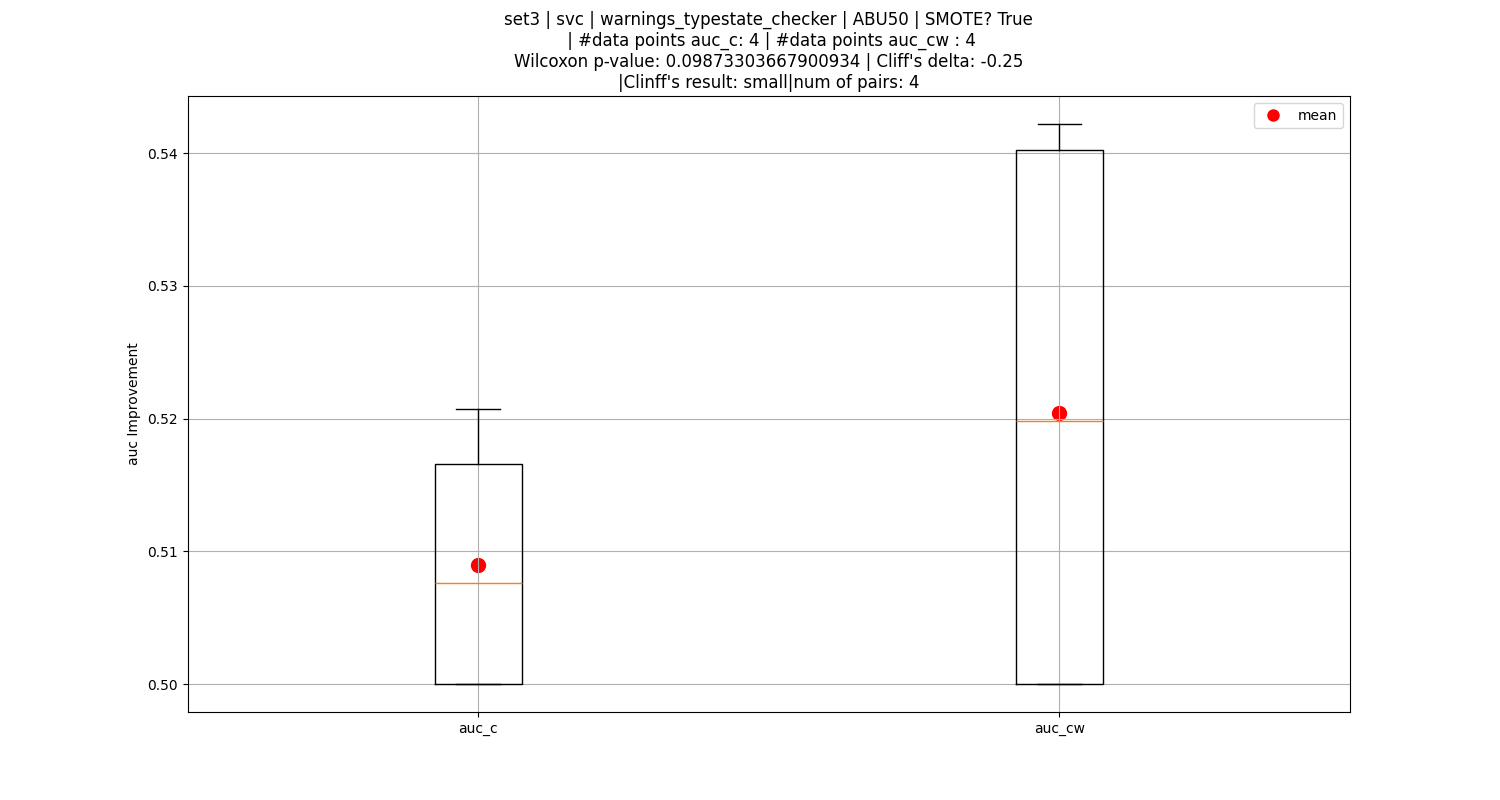 set3 | svc | warnings_typestate_checker | ABU50 | SMOTE? True
| #data points auc_c: 4 | #data points auc_cw : 4
Wilcoxon p-value: 0.09873303667900934 | Cliff's delta: -0.25
|Clinff's result: small|num of pairs: 4
mean
0.54
0.53
0.52
0.51
0.50
auc Improvement
auc_c
auc_cw